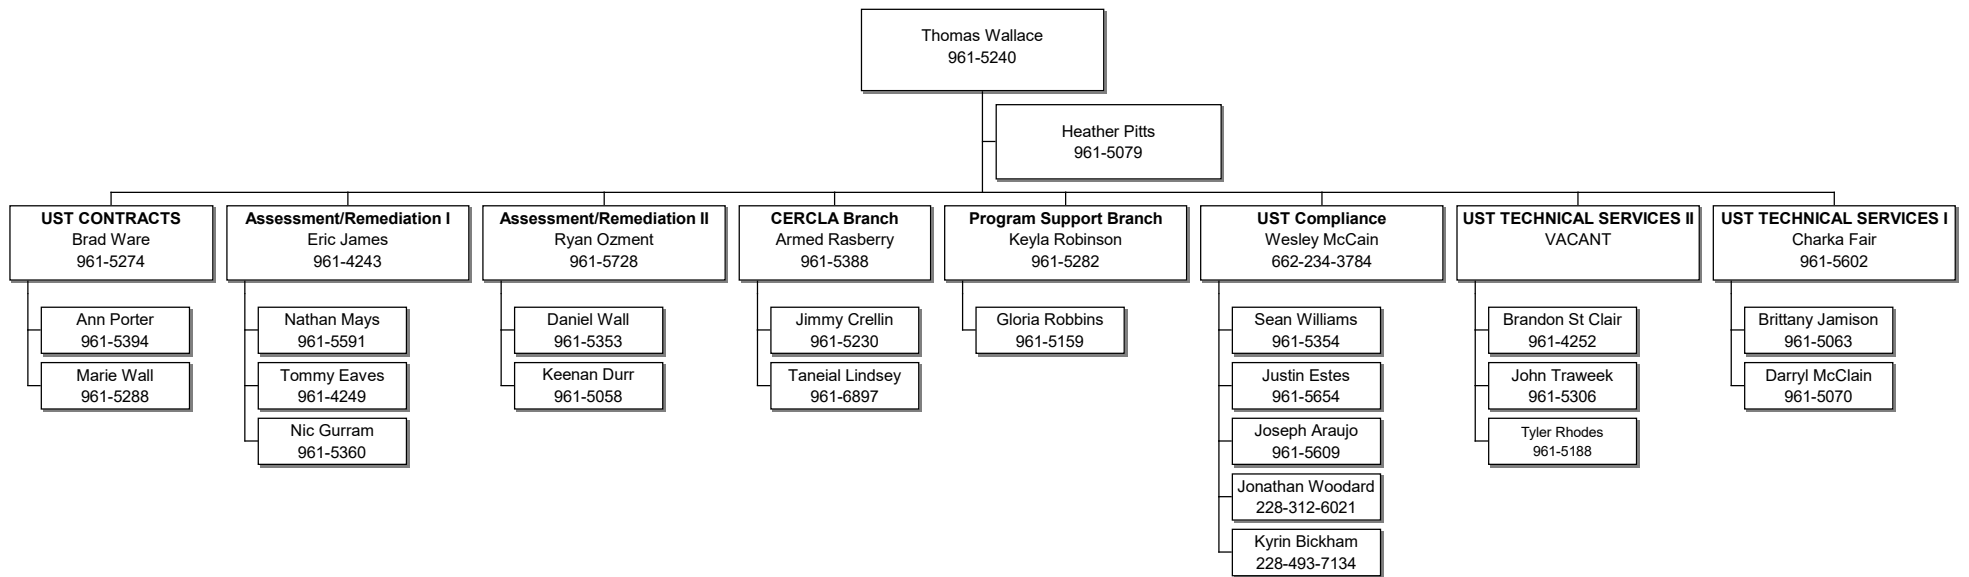 Thomas Wallace
961-5240
Heather Pitts
961-5079
UST CONTRACTS
Brad Ware
961-5274
Ann Porter
961-5394
Marie Wall
961-5288
Assessment/Remediation I
Eric James
961-4243
Nathan Mays
961-5591
Tommy Eaves
961-4249
Nic Gurram
961-5360
Assessment/Remediation II
Ryan Ozment
961-5728
Daniel Wall
961-5353
Keenan Durr
961-5058
CERCLA Branch
Armed Rasberry
961-5388
Jimmy Crellin
961-5230
Taneial Lindsey
961-6897
Program Support Branch
Keyla Robinson
961-5282
Gloria Robbins
961-5159
UST Compliance
Wesley McCain
662-234-3784
Sean Williams
961-5354
Justin Estes
961-5654
Joseph Araujo
961-5609
Jonathan Woodard
228-312-6021
Kyrin Bickham
228-493-7134
UST TECHNICAL SERVICES II
VACANT
Brandon St Clair
961-4252
John Traweek
961-5306
Tyler Rhodes
961-5188
UST TECHNICAL SERVICES I
Charka Fair
961-5602
Brittany Jamison
961-5063
Darryl McClain
961-5070